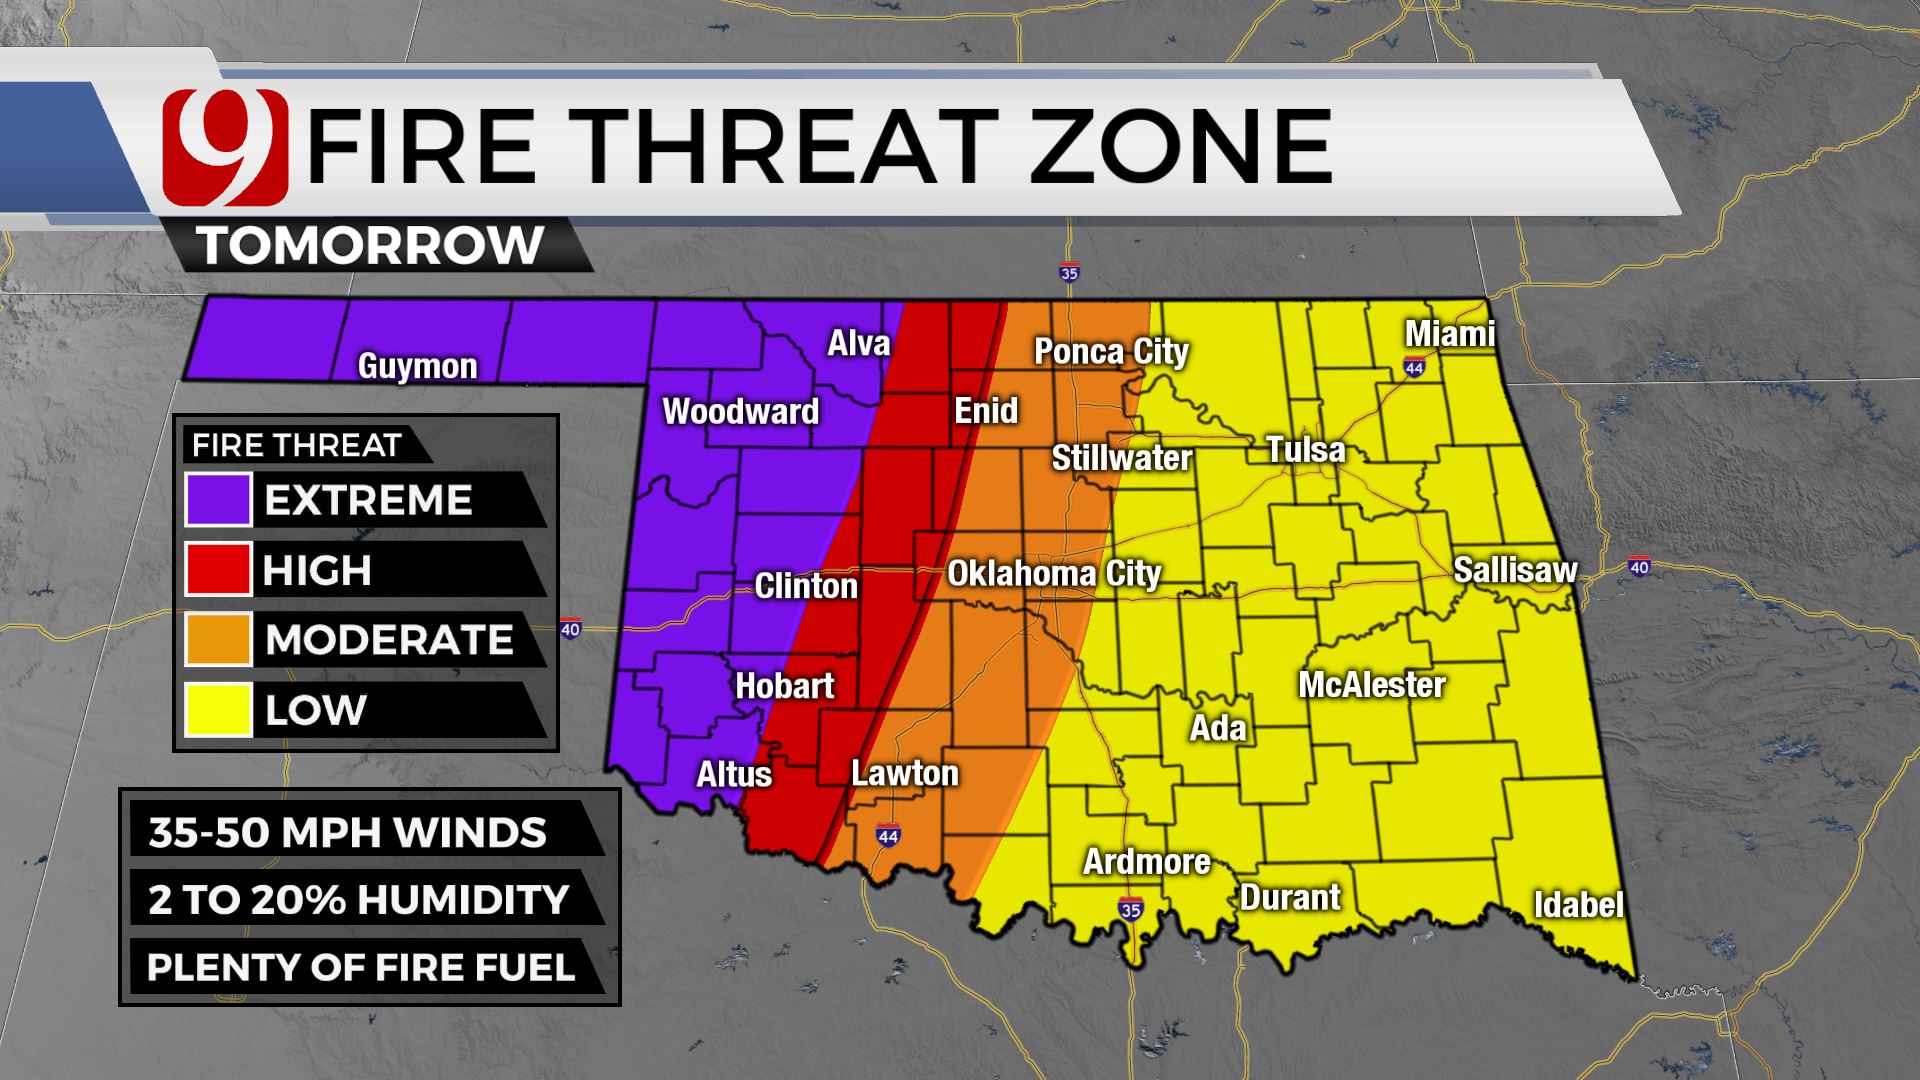 9 FIRE THREAT ZONE
TOMORROW
35
Miami
Alva
Ponca City
Guymon
44
Woodward
Enid
FIRE THREAT
Stillwater
Tulsa
EXTREME
HIGH
Oklahoma City
Sallisaw
40
Clinton
40
MODERATE
Hobart
McAlester
LOW
Ada
Altus
Lawton
35-50 MPH WINDS
44
Ardmore
2 TO 20% HUMIDITY
Durant
Idabel
35
PLENTY OF FIRE FUEL